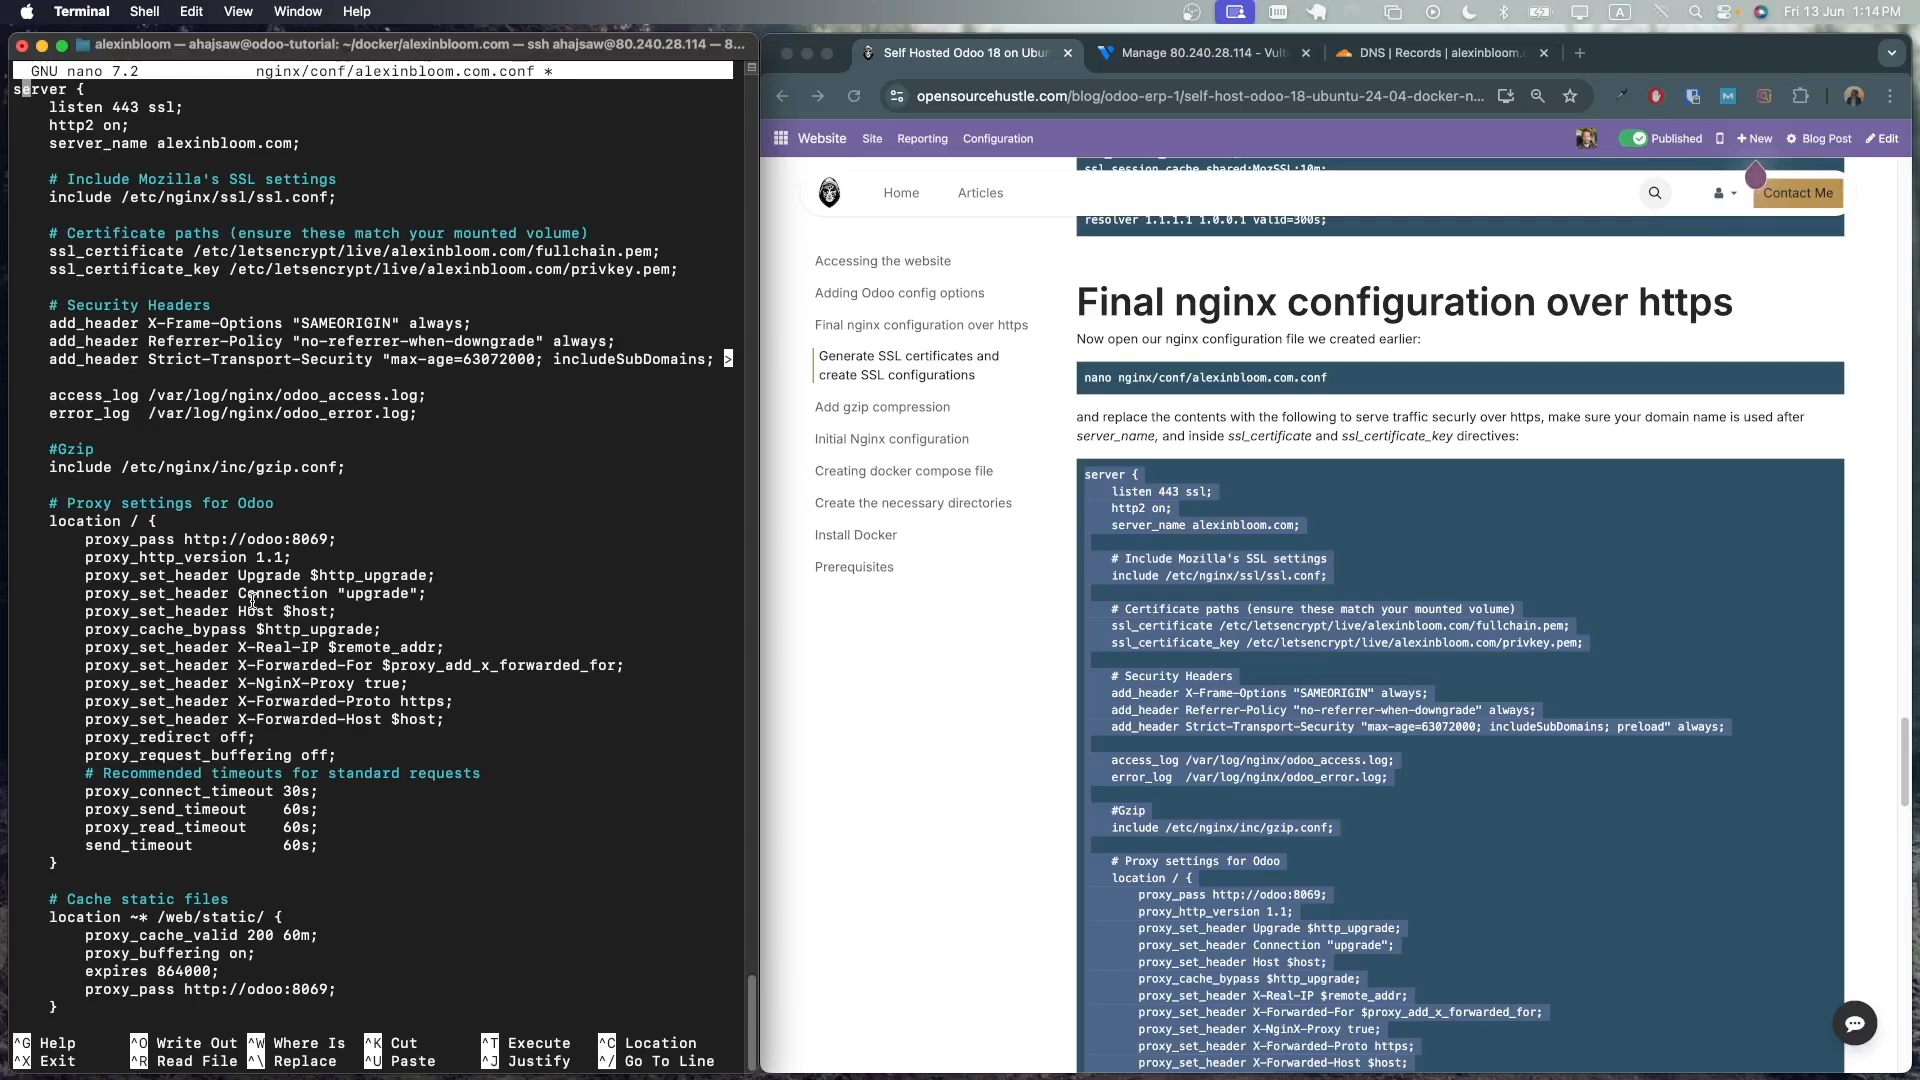 Terminal Shell Edit View Window Help
A Fri 13 Jun 1:14 PM
alexinbloom — ahajsaw@odoo-tutorial: ~/docker/alexinbloom.com — ssh ahajsaw@80.240.28.114 — 8...
GNU nano 7.2 nginx/conf/alexinbloom.com.conf *
server {
listen 443 ssl;
http2 on;
server_name alexinbloom.com;
# Include Mozilla's SSL settings
include /etc/nginx/ssl/ssl.conf;
# Certificate paths (ensure these match your mounted volume)
ssl_certificate /etc/letsencrypt/live/alexinbloom.com/fullchain.pem;
ssl_certificate_key /etc/letsencrypt/live/alexinbloom.com/privkey.pem;
# Security Headers
add_header X-Frame-Options "SAMEORIGIN" always;
add_header Referrer-Policy "no-referrer-when-downgrade" always;
add_header Strict-Transport-Security "max-age=63072000; includeSubDomains; >
access_log /var/log/nginx/odoo_access.log;
error_log /var/log/nginx/odoo_error.log;
#Gzip
include /etc/nginx/inc/gzip.conf;
# Proxy settings for Odoo
location / {
proxy_pass http://odoo:8069;
proxy_http_version 1.1;
proxy_set_header Upgrade $http_upgrade;
proxy_set_header Connection "upgrade";
proxy_set_header Host $host;
proxy_cache_bypass $http_upgrade;
proxy_set_header X-Real-IP $remote_addr;
proxy_set_header X-Forwarded-For $proxy_add_x_forwarded_for;
proxy_set_header X-NginX-Proxy true;
proxy_set_header X-Forwarded-Proto https;
proxy_set_header X-Forwarded-Host $host;
proxy_redirect off;
proxy_request_buffering off;
# Recommended timeouts for standard requests
proxy_connect_timeout 30s;
proxy_send_timeout 60s;
proxy_read_timeout 60s;
send_timeout 60s;
}
# Cache static files
location ~* /web/static/ {
proxy_cache_valid 200 60m;
proxy_buffering on;
expires 864000;
proxy_pass http://odoo:8069;
}
^G Help ^O Write Out ^W Where Is ^K Cut ^T Execute ^C Location
^X Exit ^R Read File ^\ Replace ^U Paste ^J Justify ^/ Go To Line
Self Hosted Odoo 18 on Ubun
Manage 80.240.28.114 - Vult
DNS | Records | alexinbloom.c
opensourcehustle.com/blog/odoo-erp-1/self-host-odoo-18-ubuntu-24-04-docker-n...
Website Site Reporting Configuration
Published + New Blog Post Edit
ssl_session_cache shared:MozSSL:10m;
Home Articles
Contact Me
resolver 1.1.1.1 1.0.0.1 valid=300s;
Accessing the website
Adding Odoo config options
Final nginx configuration over https
Generate SSL certificates and
create SSL configurations
Add gzip compression
Initial Nginx configuration
Creating docker compose file
Create the necessary directories
Install Docker
Prerequisites
Final nginx configuration over https
Now open our nginx configuration file we created earlier:
nano nginx/conf/alexinbloom.com.conf
and replace the contents with the following to serve traffic securly over https, make sure your domain name is used after
server_name, and inside ssl_certificate and ssl_certificate_key directives:
server {
listen 443 ssl;
http2 on;
server_name alexinbloom.com;
# Include Mozilla's SSL settings
include /etc/nginx/ssl/ssl.conf;
# Certificate paths (ensure these match your mounted volume)
ssl_certificate /etc/letsencrypt/live/alexinbloom.com/fullchain.pem;
ssl_certificate_key /etc/letsencrypt/live/alexinbloom.com/privkey.pem;
# Security Headers
add_header X-Frame-Options "SAMEORIGIN" always;
add_header Referrer-Policy "no-referrer-when-downgrade" always;
add_header Strict-Transport-Security "max-age=63072000; includeSubDomains; preload" always;
access_log /var/log/nginx/odoo_access.log;
error_log /var/log/nginx/odoo_error.log;
#Gzip
include /etc/nginx/inc/gzip.conf;
# Proxy settings for Odoo
location / {
proxy_pass http://odoo:8069;
proxy_http_version 1.1;
proxy_set_header Upgrade $http_upgrade;
proxy_set_header Connection "upgrade";
proxy_set_header Host $host;
proxy_cache_bypass $http_upgrade;
proxy_set_header X-Real-IP $remote_addr;
proxy_set_header X-Forwarded-For $proxy_add_x_forwarded_for;
proxy_set_header X-NginX-Proxy true;
proxy_set_header X-Forwarded-Proto https;
proxy_set_header X-Forwarded-Host $host;